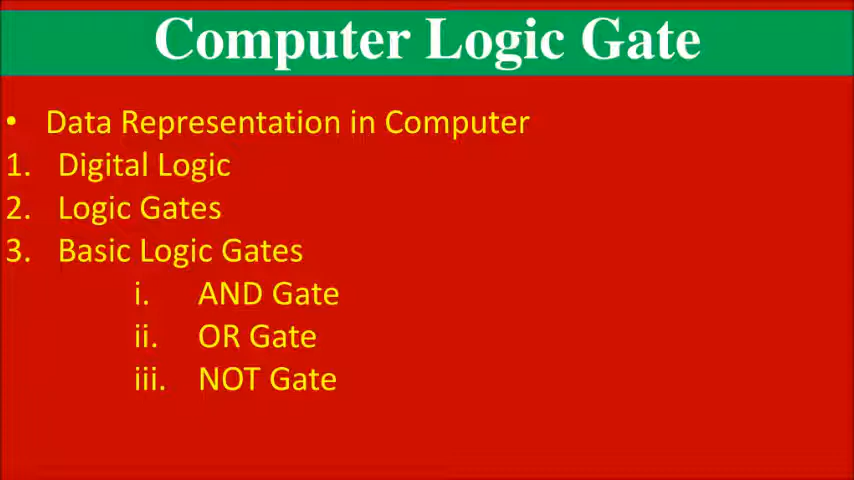 Computer Logic Gate
• Data Representation in Computer
1. Digital Logic
2. Logic Gates
3. Basic Logic Gates
i. AND Gate
ii. OR Gate
iii. NOT Gate